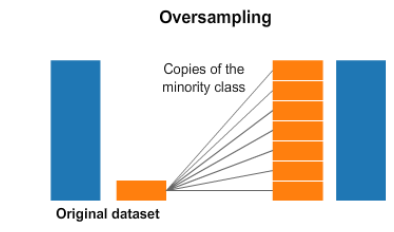 Oversampling
Copies of the
minority class
Original dataset